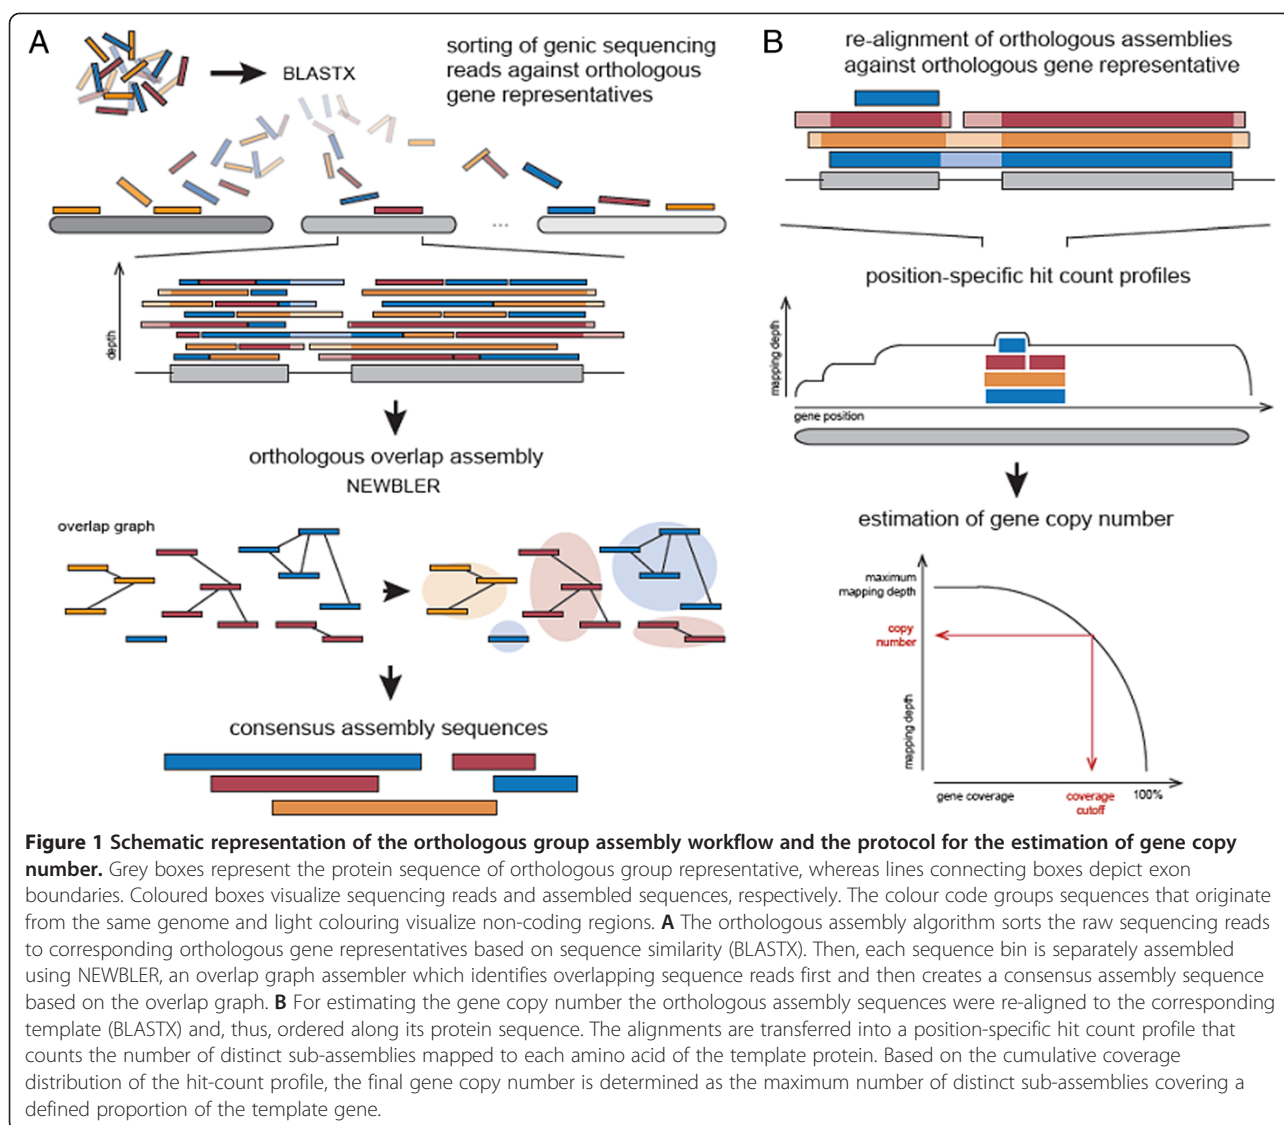 A
sorting of genic sequencing
reads against orthologous
gene representatives
BLASTX
...
depth
orthologous overlap assembly
NEWBLER
overlap graph
consensus assembly sequences
B
re-alignment of orthologous assemblies
against orthologous gene representative
position-specific hit count profiles
mapping depth
gene position
estimation of gene copy number
maximum
mapping depth
copy
number
mapping depth
gene coverage
coverage
cutoff
100%
Figure 1 Schematic representation of the orthologous group assembly workflow and the protocol for the estimation of gene copy
number. Grey boxes represent the protein sequence of orthologous group representative, whereas lines connecting boxes depict exon
boundaries. Coloured boxes visualize sequencing reads and assembled sequences, respectively. The colour code groups sequences that originate
from the same genome and light colouring visualize non-coding regions. A The orthologous assembly algorithm sorts the raw sequencing reads
to corresponding orthologous gene representatives based on sequence similarity (BLASTX). Then, each sequence bin is separately assembled
using NEWBLER, an overlap graph assembler which identifies overlapping sequence reads first and then creates a consensus assembly sequence
based on the overlap graph. B For estimating the gene copy number the orthologous assembly sequences were re-aligned to the corresponding
template (BLASTX) and, thus, ordered along its protein sequence. The alignments are transferred into a position-specific hit count profile that
counts the number of distinct sub-assemblies mapped to each amino acid of the template protein. Based on the cumulative coverage
distribution of the hit-count profile, the final gene copy number is determined as the maximum number of distinct sub-assemblies covering a
defined proportion of the template gene.